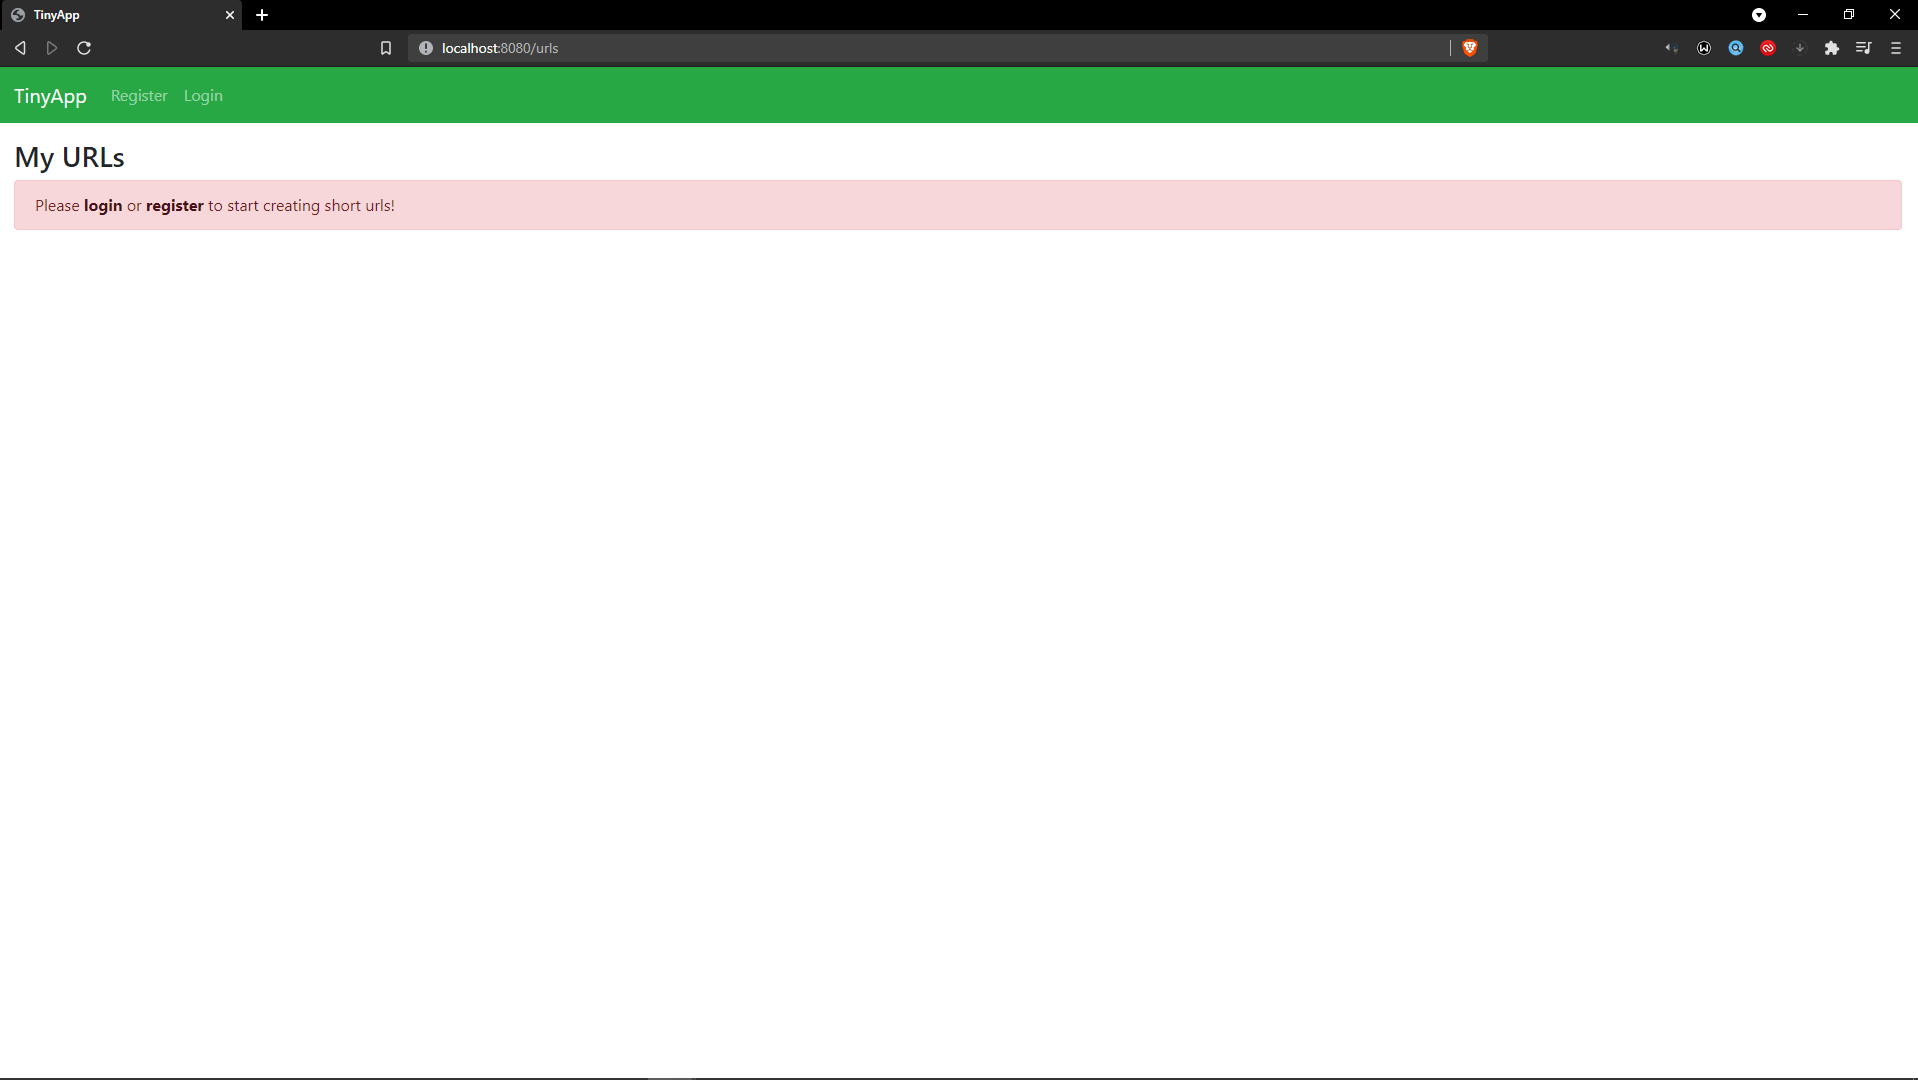 TinyApp
localhost:8080/urls
TinyApp Register Login
My URLs
Please login or register to start creating short urls!